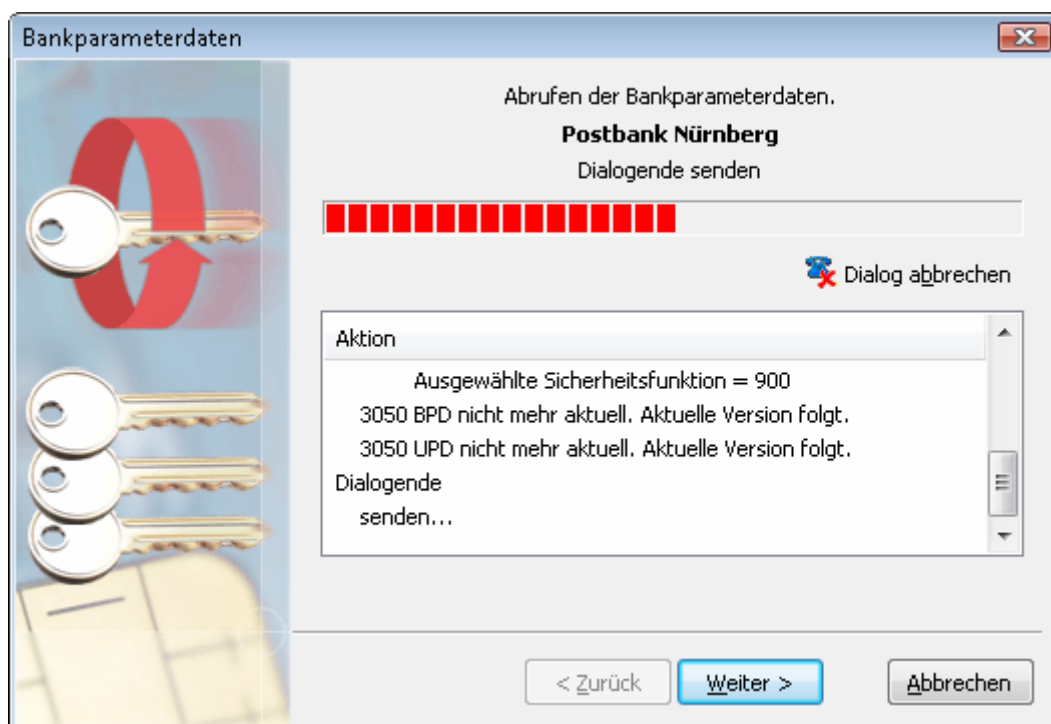 Bankparameterdaten
Abrufen der Bankparameterdaten.
Postbank Nürnberg
Dialogende senden
Dialog abbrechen
Aktion
Ausgewählte Sicherheitsfunktion = 900
3050 BPD nicht mehr aktuell. Aktuelle Version folgt.
3050 UPD nicht mehr aktuell. Aktuelle Version folgt.
Dialogende
senden...
< Zurück
Weiter >
Abbrechen